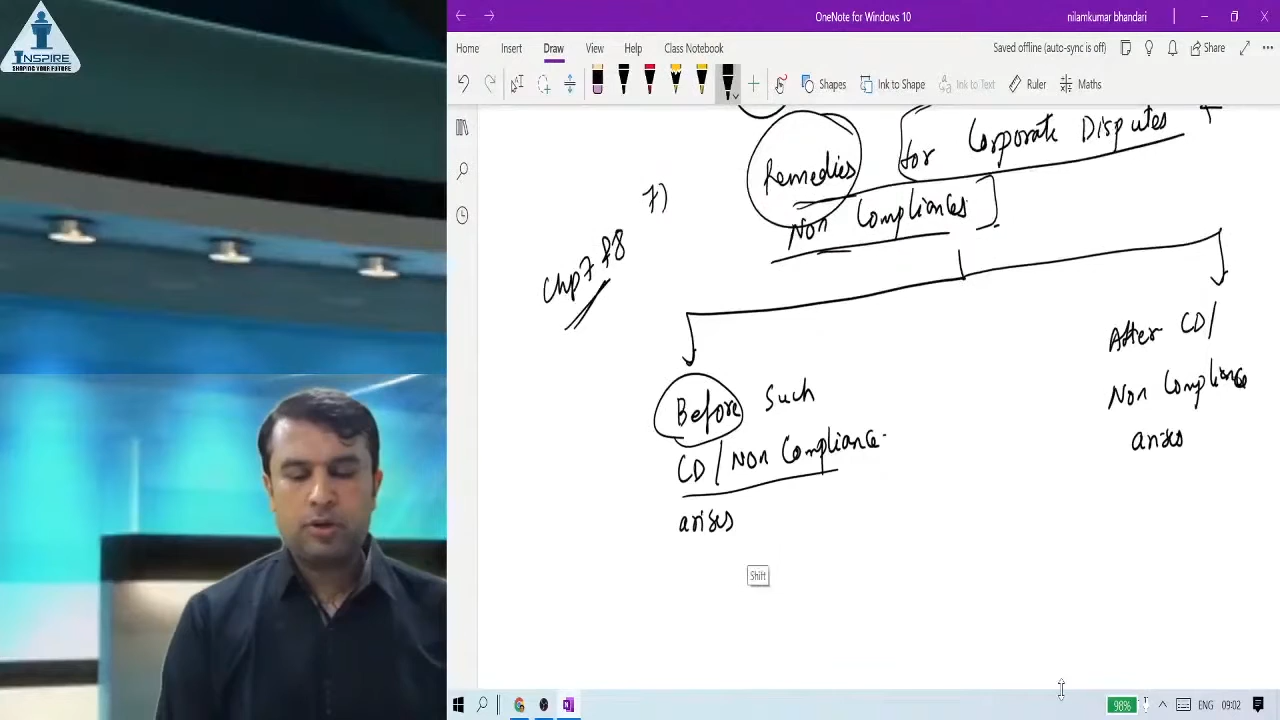 INSPIRE
SHAPING YOUR FUTURE
OneNote for Windows 10
nilamkumar bhandari
Home Insert Draw View Help Class Notebook
Saved offline (auto-sync is off)
Share
Shapes
Ink to Shape
Ink to Text
Ruler
Maths
7) Remedies for Corporate Disputes +
Non Compliances
Chp 7 & 8
Before Such
CD/Non Compliance
arises
After CD/
Non Compliance
arises
Shift
98%
ENG 09:02